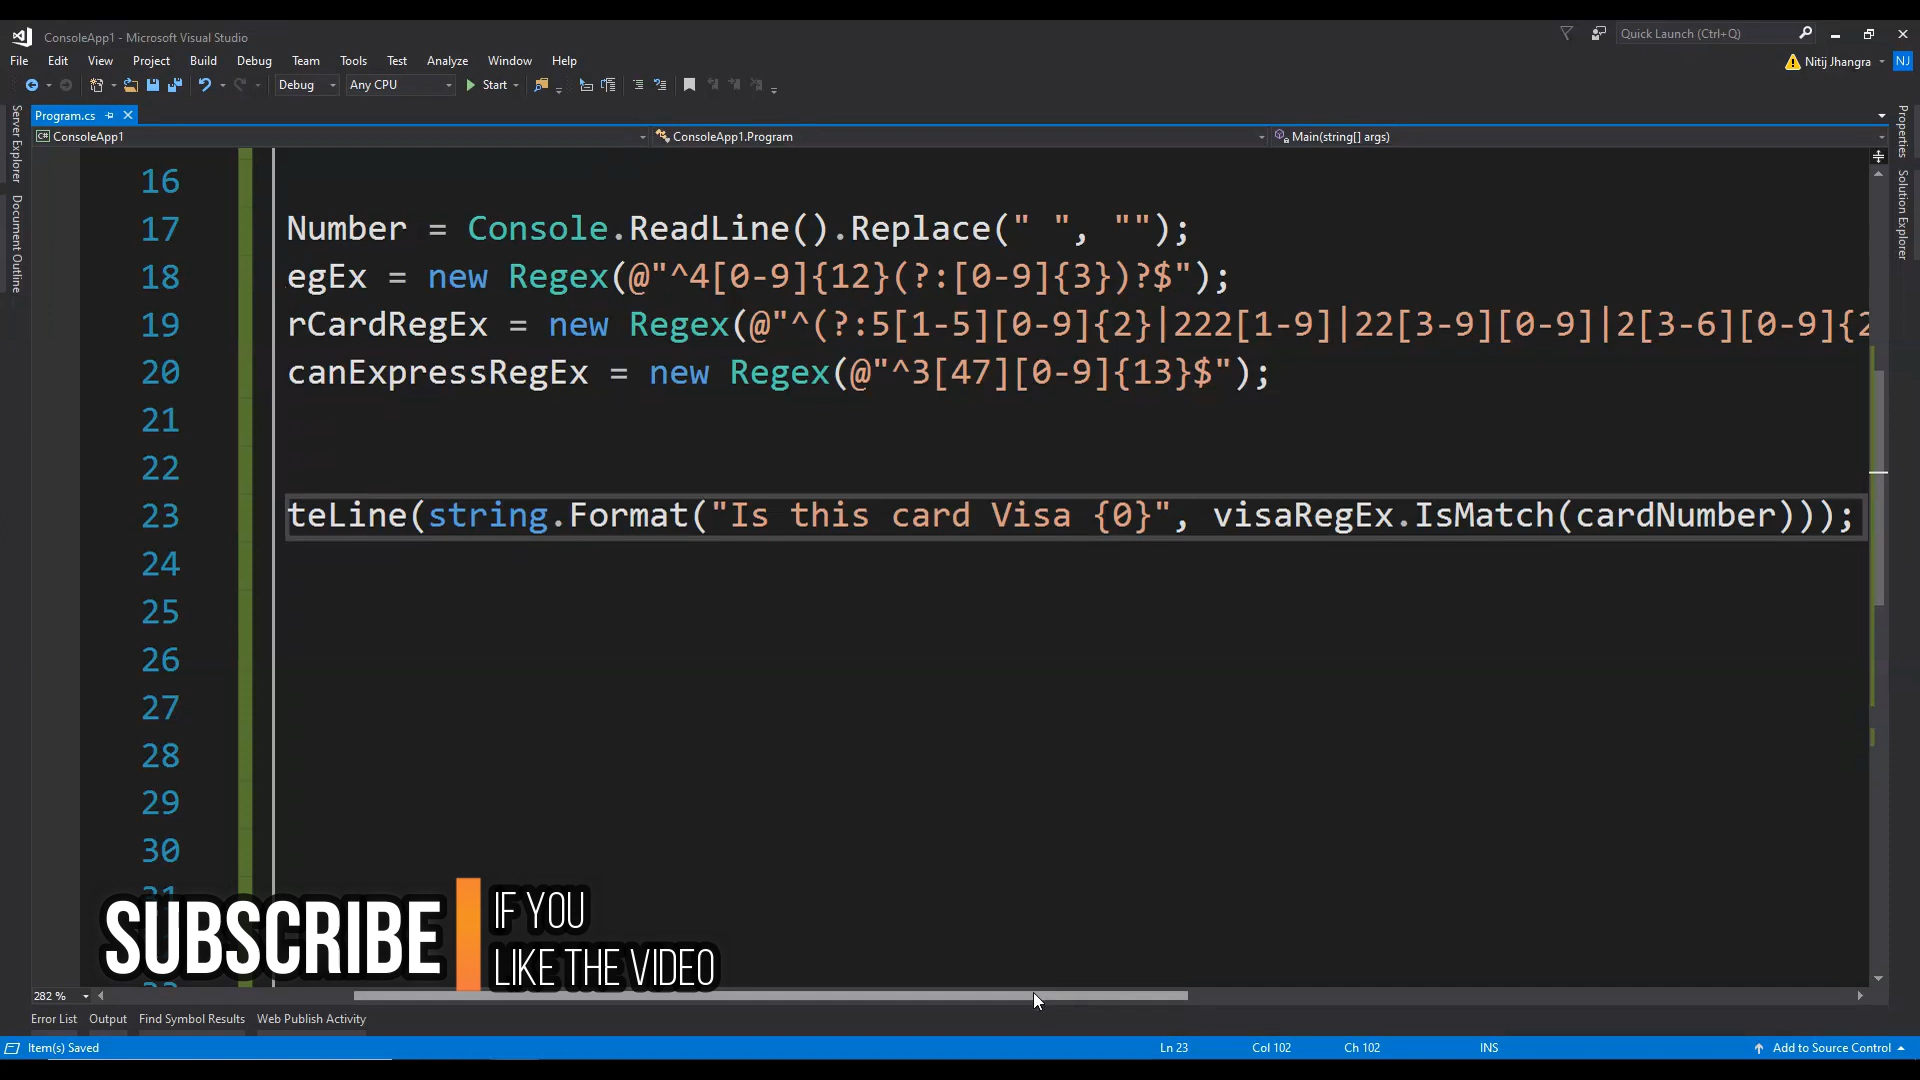 ConsoleApp1 - Microsoft Visual Studio
Quick Launch (Ctrl+Q)
File Edit View Project Build Debug Team Tools Test Analyze Window Help
Nitij Jhangra NJ
Debug Any CPU Start
Program.cs
ConsoleApp1 ConsoleApp1.Program Main(string[] args)
Server Explorer
Document Outline
Properties
Solution Explorer
16
17 Number = Console.ReadLine().Replace(" ", "");
18 egEx = new Regex(@"^4[0-9]{12}(?:[0-9]{3})?$");
19 rCardRegEx = new Regex(@"^(?:5[1-5][0-9]{2}|222[1-9]|22[3-9][0-9]|2[3-6][0-9]{2
20 canExpressRegEx = new Regex(@"^3[47][0-9]{13}$");
21
22
23 teLine(string.Format("Is this card Visa {0}", visaRegEx.IsMatch(cardNumber)));
24
25
26
27
28
29
30
SUBSCRIBE
IF YOU
LIKE THE VIDEO
282 %
Error List Output Find Symbol Results Web Publish Activity
Item(s) Saved Ln 23 Col 102 Ch 102 INS Add to Source Control